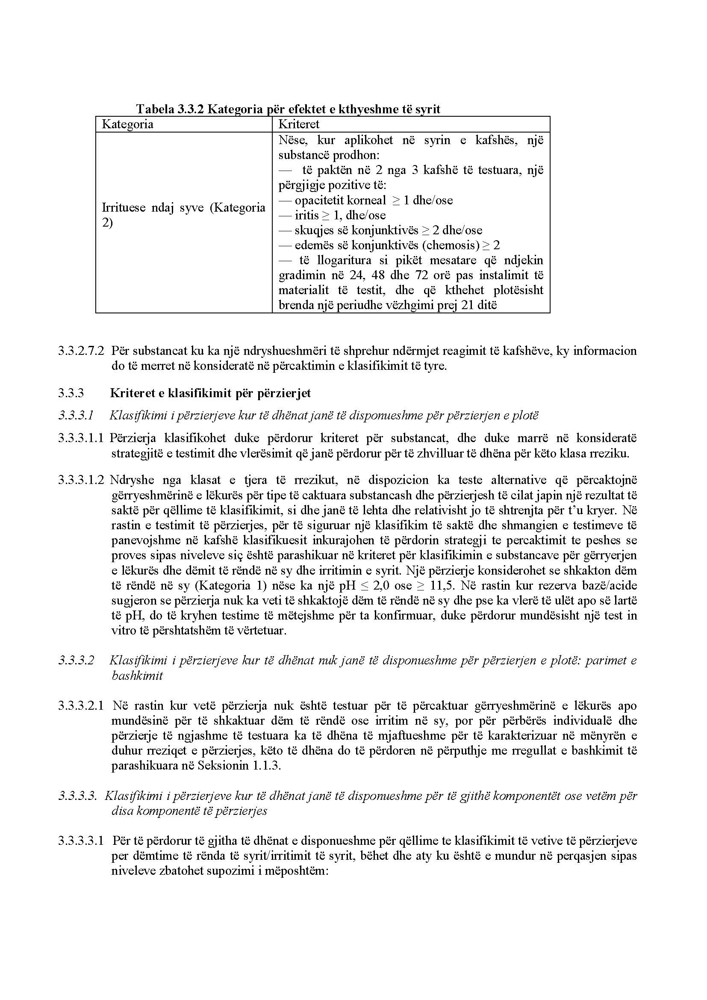 Tabela 3.3.2 Kategoria për efektet e kthyeshme të syrit
Kategoria
Kriteret
Irrituese ndaj syve (Kategoria
2)
Nëse, kur aplikohet në syrin e kafshës, një
substancë prodhon:
— të paktën në 2 nga 3 kafshë të testuara, një
përgjigje pozitive të:
— opacitetit korneal ≥ 1 dhe/ose
— iritis ≥ 1, dhe/ose
— skuqjes së konjunktivës ≥ 2 dhe/ose
— edemës së konjunktivës (chemosis) ≥ 2
— të llogaritura si pikët mesatare që ndjekin
gradimin në 24, 48 dhe 72 orë pas instalimit të
materialit të testit, dhe që kthehet plotësisht
brenda një periudhe vëzhgimi prej 21 ditë
3.3.2.7.2 Për substancat ku ka një ndryshueshmëri të shprehur ndërmjet reagimit të kafshëve, ky informacion
do të merret në konsideratë në përcaktimin e klasifikimit të tyre.
3.3.3 Kriteret e klasifikimit për përzierjet
3.3.3.1 Klasifikimi i përzierjeve kur të dhënat janë të disponueshme për përzierjen e plotë
3.3.3.1.1 Përzierja klasifikohet duke përdorur kriteret për substancat, dhe duke marrë në konsideratë
strategjitë e testimit dhe vlerësimit që janë përdorur për të zhvilluar të dhëna për këto klasa rreziku.
3.3.3.1.2 Ndryshe nga klasat e tjera të rrezikut, në dispozicion ka teste alternative që përcaktojnë
gërryeshmërinë e lëkurës për tipe të caktuara substancash dhe përzierjesh të cilat japin një rezultat të
saktë për qëllime të klasifikimit, si dhe janë të lehta dhe relativisht jo të shtrenjta për t’u kryer. Në
rastin e testimit të përzierjes, për të siguruar një klasifikim të saktë dhe shmangien e testimeve të
panevojshme në kafshë klasifikuesit inkurajohen të përdorin strategji te percaktimit te peshes se
proves sipas niveleve siç është parashikuar në kriteret për klasifikimin e substancave për gërryerjen
e lëkurës dhe dëmit të rëndë në sy dhe irritimin e syrit. Një përzierje konsiderohet se shkakton dëm
të rëndë në sy (Kategoria 1) nëse ka një pH ≤ 2,0 ose ≥ 11,5. Në rastin kur rezerva bazë/acide
sugjeron se përzierja nuk ka veti të shkaktojë dëm të rëndë në sy dhe pse ka vlerë të ulët apo së lartë
të pH, do të kryhen testime të mëtejshme për ta konfirmuar, duke përdorur mundësisht një test in
vitro të përshtatshëm të vërtetuar.
3.3.3.2 Klasifikimi i përzierjeve kur të dhënat nuk janë të disponueshme për përzierjen e plotë: parimet e
bashkimit
3.3.3.2.1 Në rastin kur vetë përzierja nuk është testuar për të përcaktuar gërryeshmërinë e lëkurës apo
mundësinë për të shkaktuar dëm të rëndë ose irritim në sy, por për përbërës individualë dhe
përzierje të ngjashme të testuara ka të dhëna të mjaftueshme për të karakterizuar në mënyrën e
duhur rreziqet e përzierjes, këto të dhëna do të përdoren në përputhje me rregullat e bashkimit të
parashikuara në Seksionin 1.1.3.
3.3.3.3. Klasifikimi i përzierjeve kur të dhënat janë të disponueshme për të gjithë komponentët ose vetëm për
disa komponentë të përzierjes
3.3.3.3.1 Për të përdorur të gjitha të dhënat e disponueshme për qëllime te klasifikimit të vetive të përzierjeve
per dëmtime të rënda të syrit/irritimit të syrit, bëhet dhe aty ku është e mundur në perqasjen sipas
niveleve zbatohet supozimi i mëposhtëm: